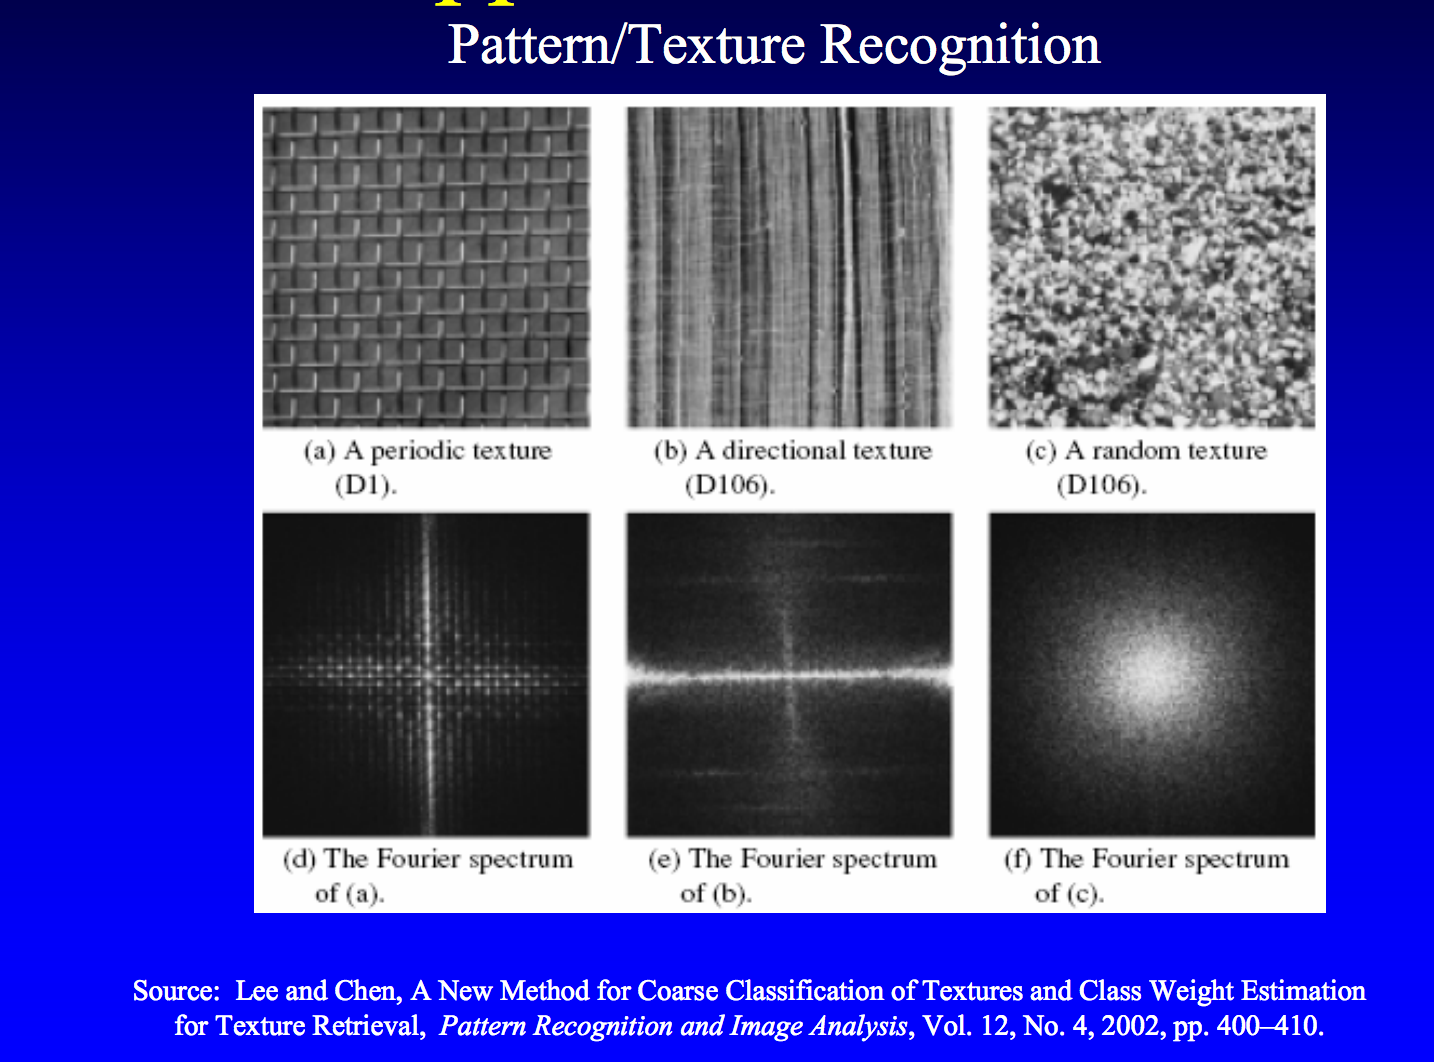 Pattern/Texture Recognition
(a) A periodic texture
(D1).
(b) A directional texture
(D106).
(c) A random texture
(D106).
(d) The Fourier spectrum
of (a).
(e) The Fourier spectrum
of (b).
(f) The Fourier spectrum
of (c).
Source:  Lee and Chen, A New Method for Coarse Classification of Textures and Class Weight Estimation
for Texture Retrieval,  Pattern Recognition and Image Analysis, Vol. 12, No. 4, 2002, pp. 400–410.